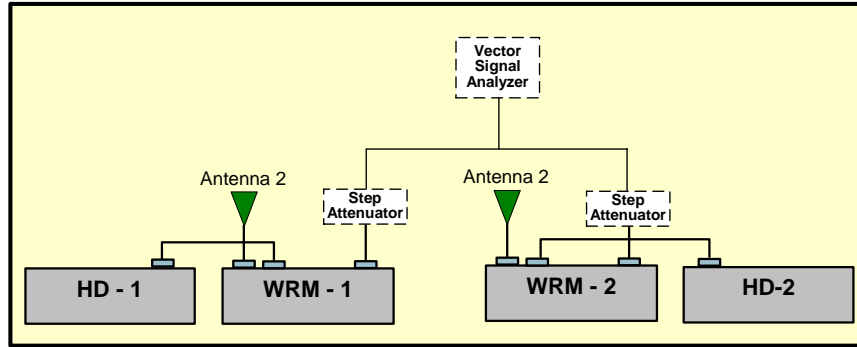 Vector
Signal
Analyzer
Antenna 2
Antenna 2
Step
Attenuator
Step
Attenuator
HD - 1
WRM - 1
WRM - 2
HD-2